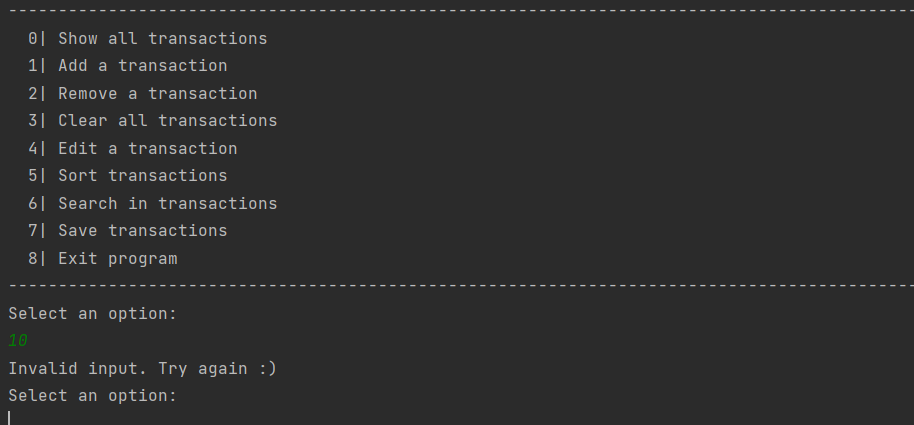 --------------------------------------------------------------------------------------------
0| Show all transactions
1| Add a transaction
2| Remove a transaction
3| Clear all transactions
4| Edit a transaction
5| Sort transactions
6| Search in transactions
7| Save transactions
8| Exit program
--------------------------------------------------------------------------------------------
Select an option:
10
Invalid input. Try again :)
Select an option: